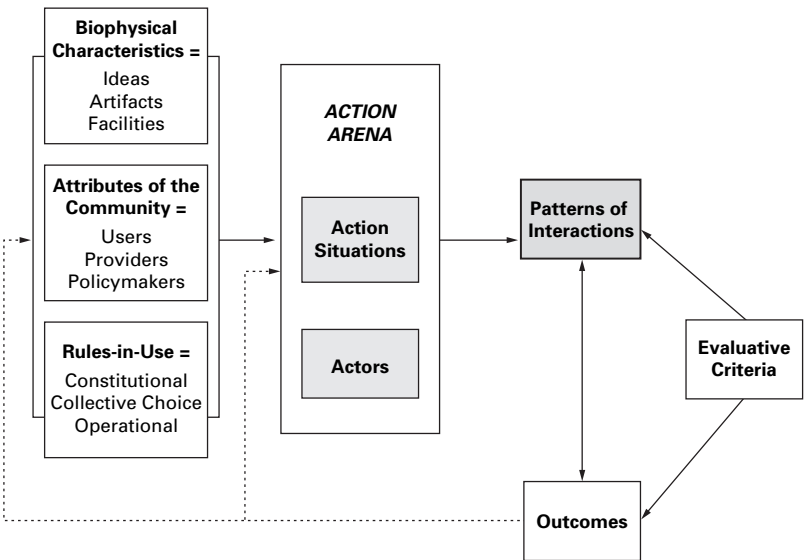 Biophysical
Characteristics =
Ideas
Artifacts
Facilities
Attributes of the
Community =
Users
Providers
Policymakers
Rules-in-Use =
Constitutional
Collective Choice
Operational
ACTION
ARENA
Action
Situations
Actors
Patterns of
Interactions
Evaluative
Criteria
Outcomes